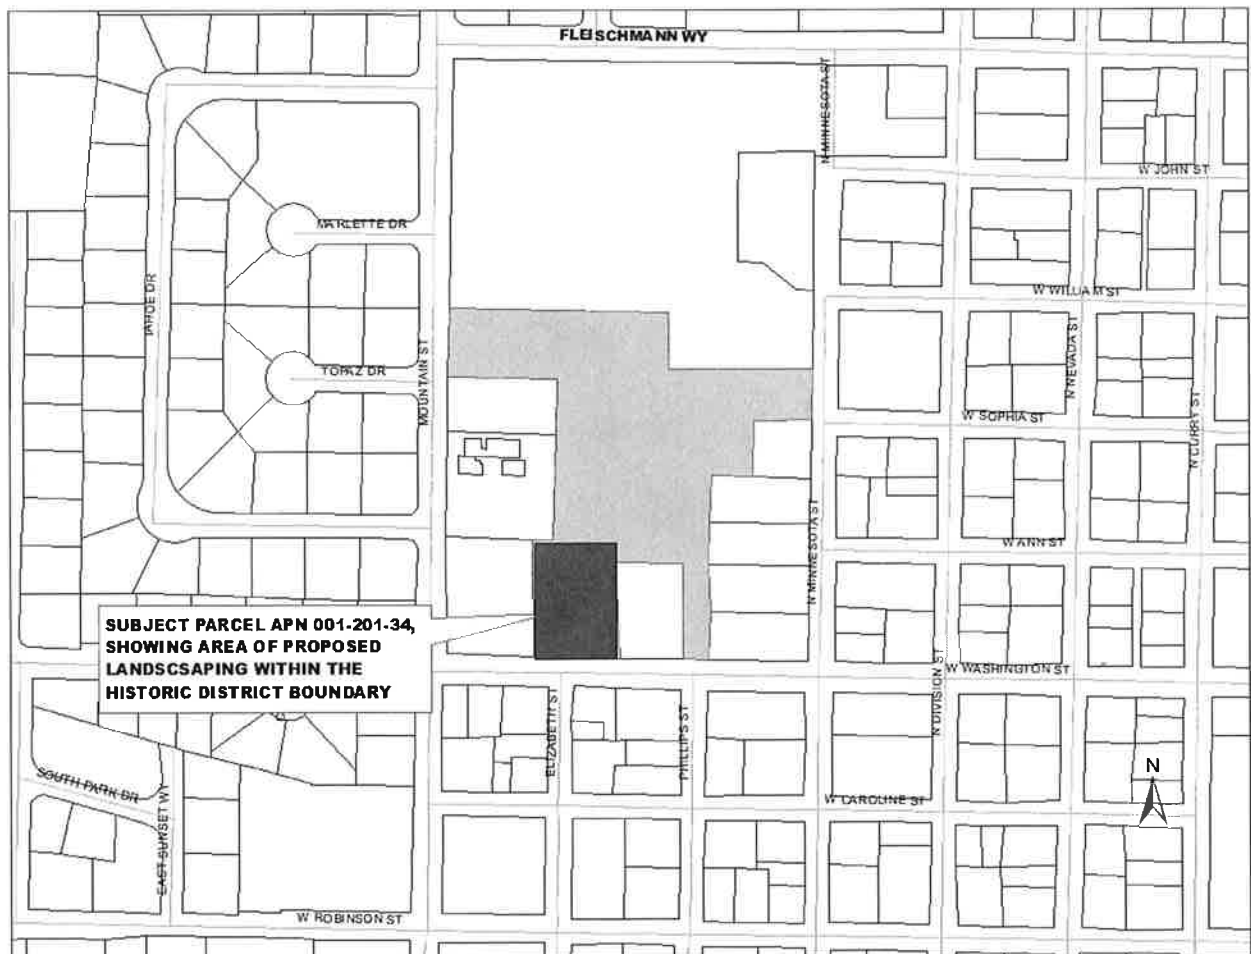 FLEISCHMANN WY
N MINNESOTA ST
W JOHN ST
MARLETTE DR
TAHOE DR
W WILLIAM ST
MOUNTAIN ST
TOPAZ DR
N NEVADA ST
N CURRY ST
W SOPHIA ST
N MINNESOTA ST
W ANN ST
SUBJECT PARCEL APN 001-201-34,
SHOWING AREA OF PROPOSED
LANDSCSAPING WITHIN THE
HISTORIC DISTRICT BOUNDARY
W WASHINGTON ST
N DIVISION ST
ELIZABETH ST
PHILLIPS ST
N
SOUTH PARK DR
EAST SUNSET WY
W CAROLINE ST
W ROBINSON ST